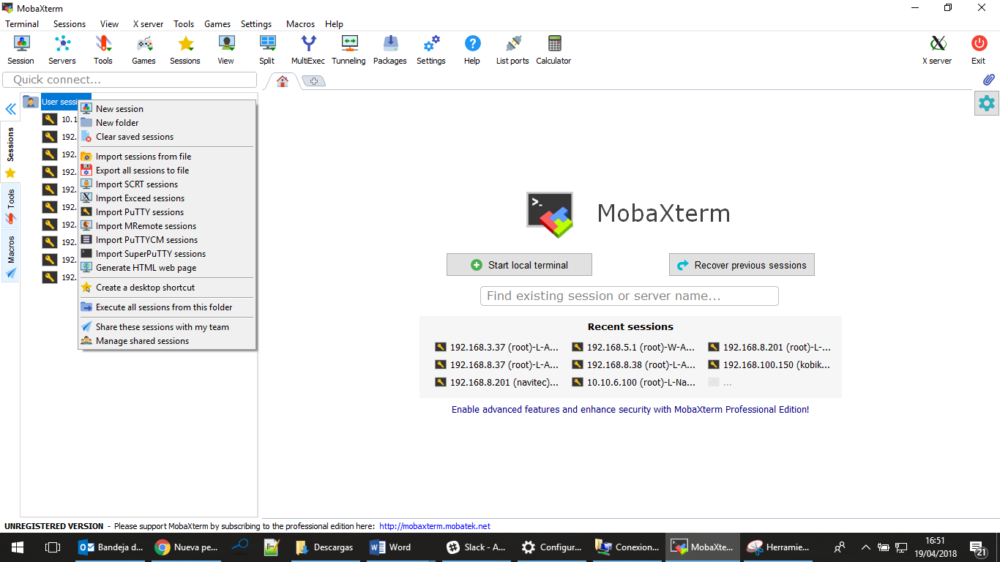 MobaXterm
Terminal Sessions View X server Tools Games Settings Macros Help
Session Servers Tools Games Sessions View Split MultiExec Tunneling Packages Settings Help List ports Calculator X server Exit
Quick connect...
User sessi
10.1
192.
192.
192.
192.
192.
192.
192.
192.
192.
Sessions
Tools
Macros
New session
New folder
Clear saved sessions
Import sessions from file
Export all sessions to file
Import SCRT sessions
Import Exceed sessions
Import PuTTY sessions
Import MRemote sessions
Import PuTTYCM sessions
Import SuperPuTTY sessions
Generate HTML web page
Create a desktop shortcut
Execute all sessions from this folder
Share these sessions with my team
Manage shared sessions
MobaXterm
Start local terminal Recover previous sessions
Find existing session or server name...
Recent sessions
192.168.3.37 (root)-L-A... 192.168.5.1 (root)-W-A... 192.168.8.201 (root)-L-...
192.168.8.37 (root)-L-A... 192.168.8.38 (root)-L-A... 192.168.100.150 (kobik...
192.168.8.201 (navitec)... 10.10.6.100 (root)-L-Na... ...
Enable advanced features and enhance security with MobaXterm Professional Edition!
UNREGISTERED VERSION - Please support MobaXterm by subscribing to the professional edition here: http://mobaxterm.mobatek.net
Bandeja d... Nueva pe... Descargas Word Slack - A... Configur... Conexion... MobaXte... Herramie...
16:51
19/04/2018
21